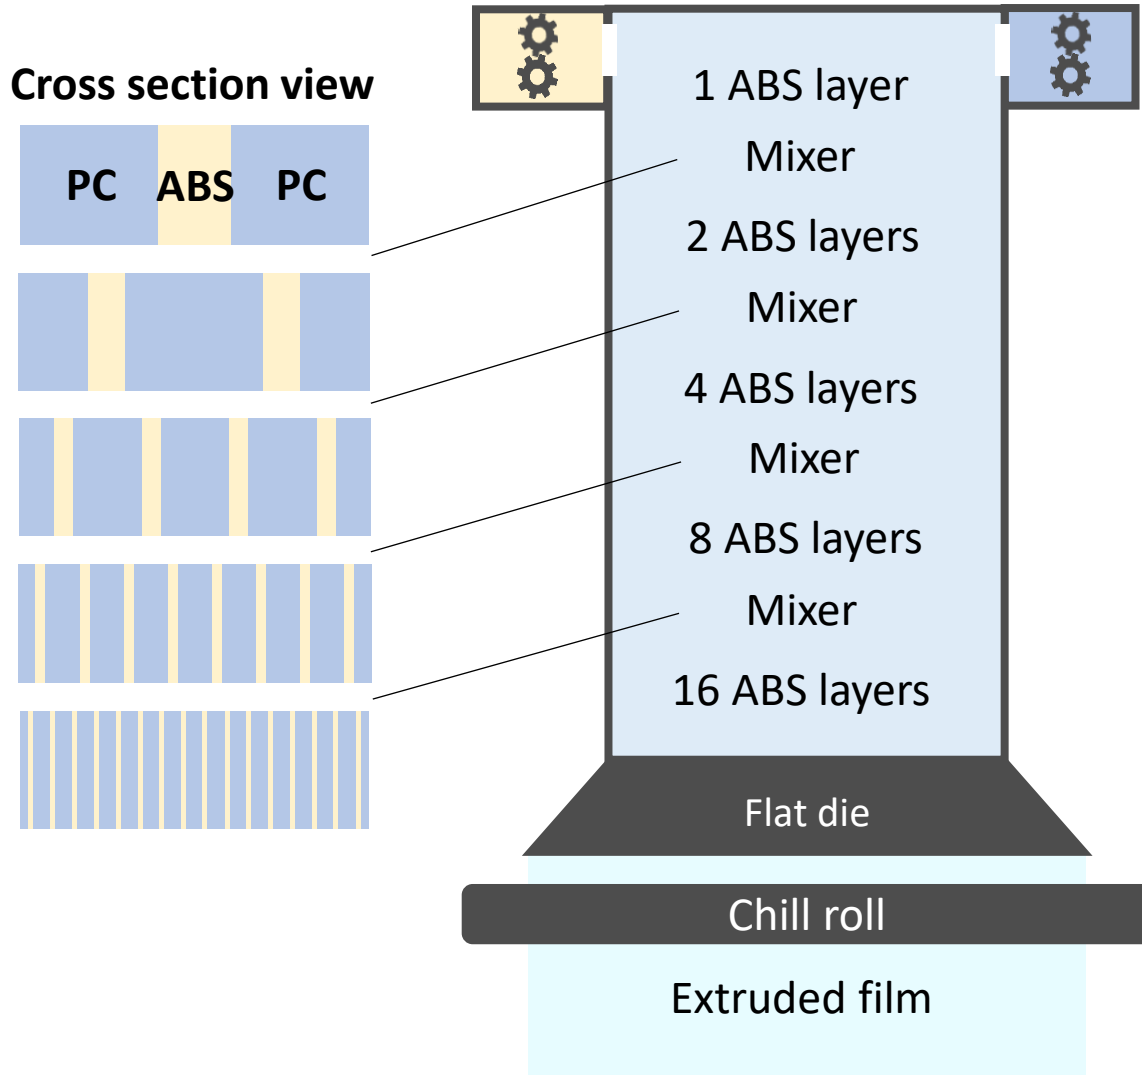 Cross section view
PC ABS PC
1 ABS layer
Mixer
2 ABS layers
Mixer
4 ABS layers
Mixer
8 ABS layers
Mixer
16 ABS layers
Flat die
Chill roll
Extruded film